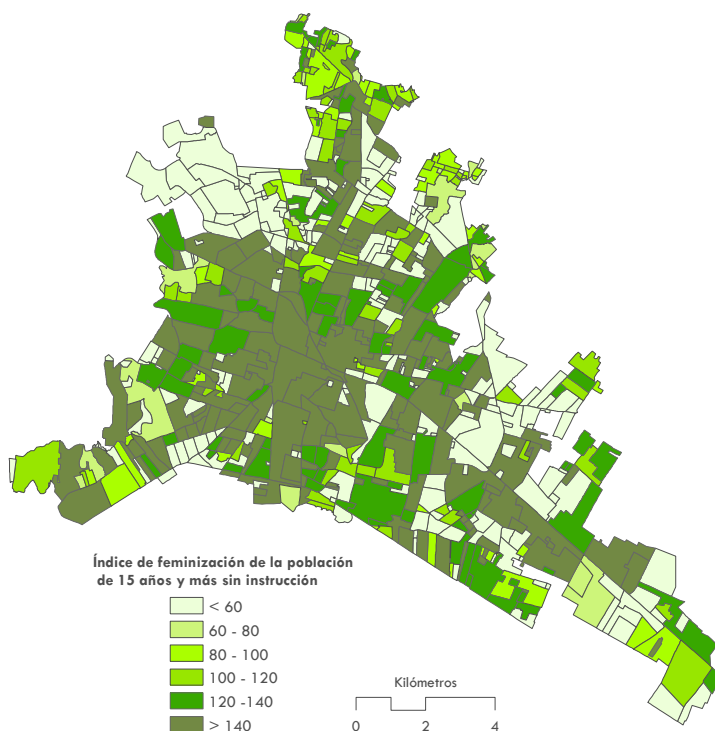 Índice de feminización de la población
de 15 años y más sin instrucción
< 60
60 - 80
80 - 100
100 - 120
120 -140
> 140
Kilómetros
0 2 4